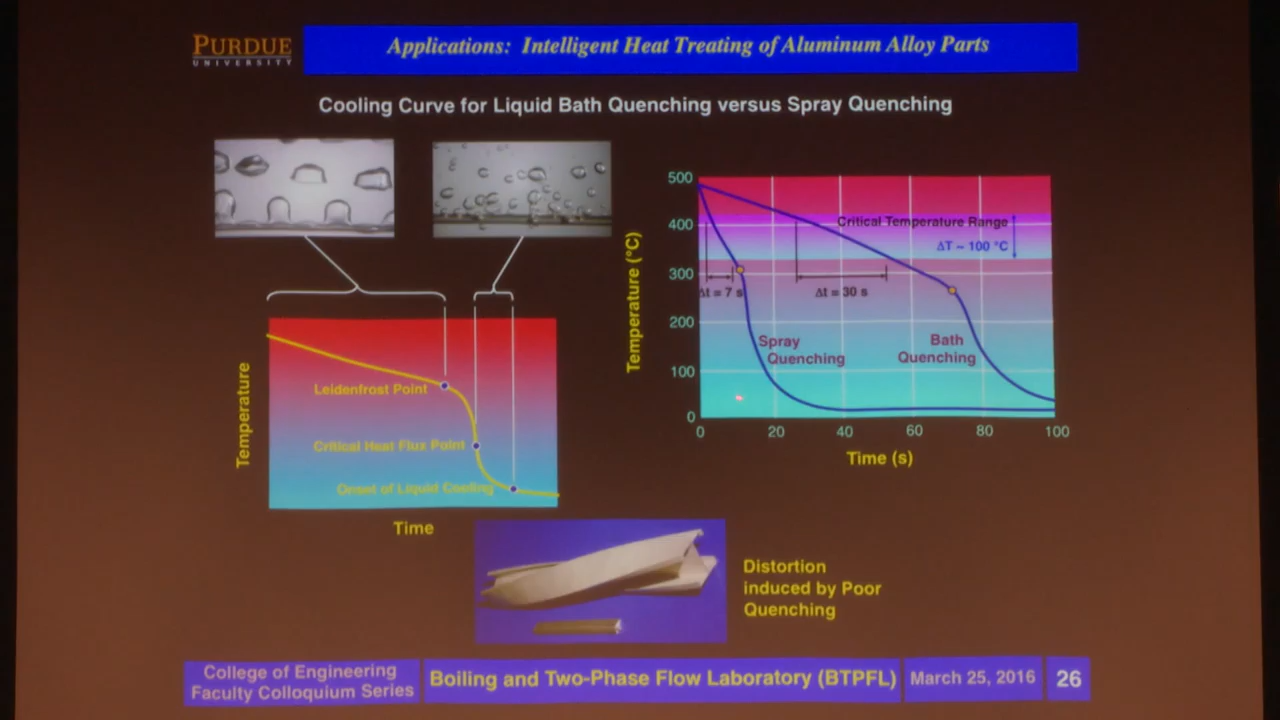 PURDUE
UNIVERSITY
Applications: Intelligent Heat Treating of Aluminum Alloy Parts
Cooling Curve for Liquid Bath Quenching versus Spray Quenching
Temperature
Leidenfrost Point
Critical Heat Flux Point
Onset of Liquid Cooling
Time
Temperature (°C)
500
400
300
200
100
0
Critical Temperature Range
ΔT ~ 100 °C
Δt = 7 s
Δt = 30 s
Spray
Quenching
Bath
Quenching
0
20
40
60
80
100
Time (s)
Distortion
induced by Poor
Quenching
College of Engineering
Faculty Colloquium Series
Boiling and Two-Phase Flow Laboratory (BTPFL)
March 25, 2016
26